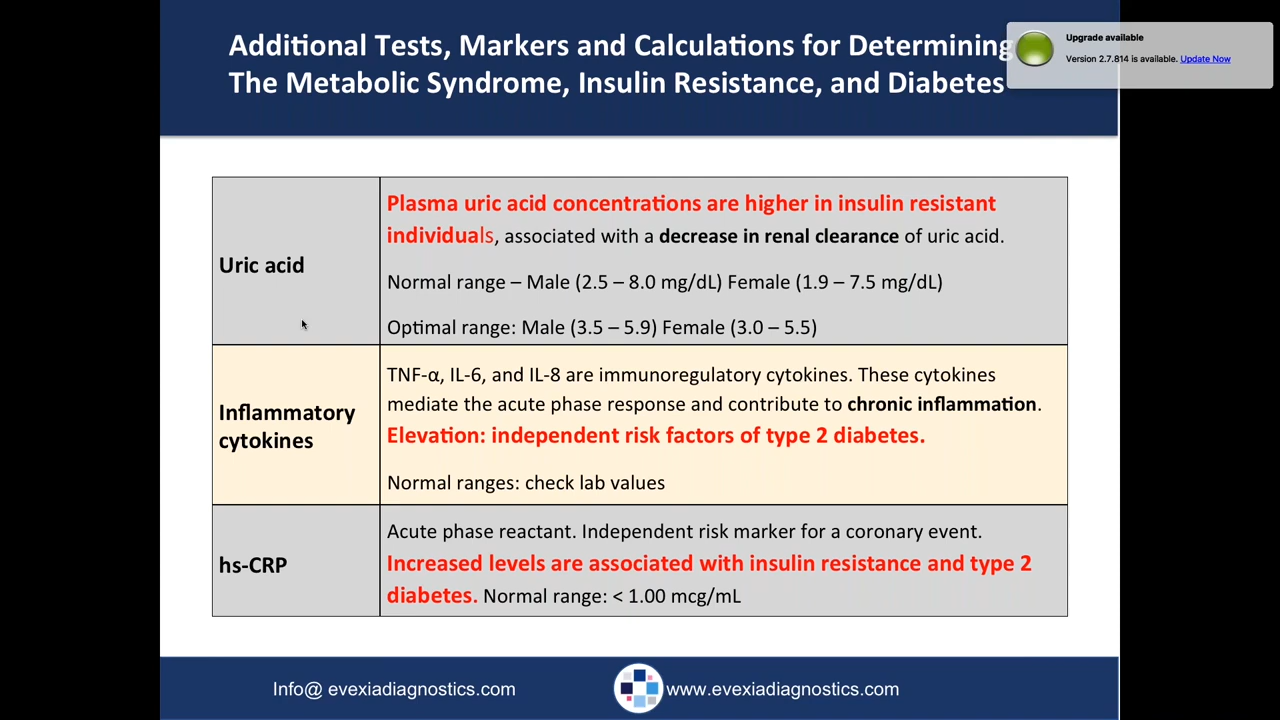 Additional Tests, Markers and Calculations for Determining
The Metabolic Syndrome, Insulin Resistance, and Diabetes
Upgrade available
Version 2.7.814 is available. Update Now
Uric acid
Plasma uric acid concentrations are higher in insulin resistant
individuals, associated with a decrease in renal clearance of uric acid.
Normal range – Male (2.5 – 8.0 mg/dL) Female (1.9 – 7.5 mg/dL)
Optimal range: Male (3.5 – 5.9) Female (3.0 – 5.5)
Inflammatory
cytokines
TNF-α, IL-6, and IL-8 are immunoregulatory cytokines. These cytokines
mediate the acute phase response and contribute to chronic inflammation.
Elevation: independent risk factors of type 2 diabetes.
Normal ranges: check lab values
hs-CRP
Acute phase reactant. Independent risk marker for a coronary event.
Increased levels are associated with insulin resistance and type 2
diabetes. Normal range: < 1.00 mcg/mL
Info@ evexiadiagnostics.com
www.evexiadiagnostics.com